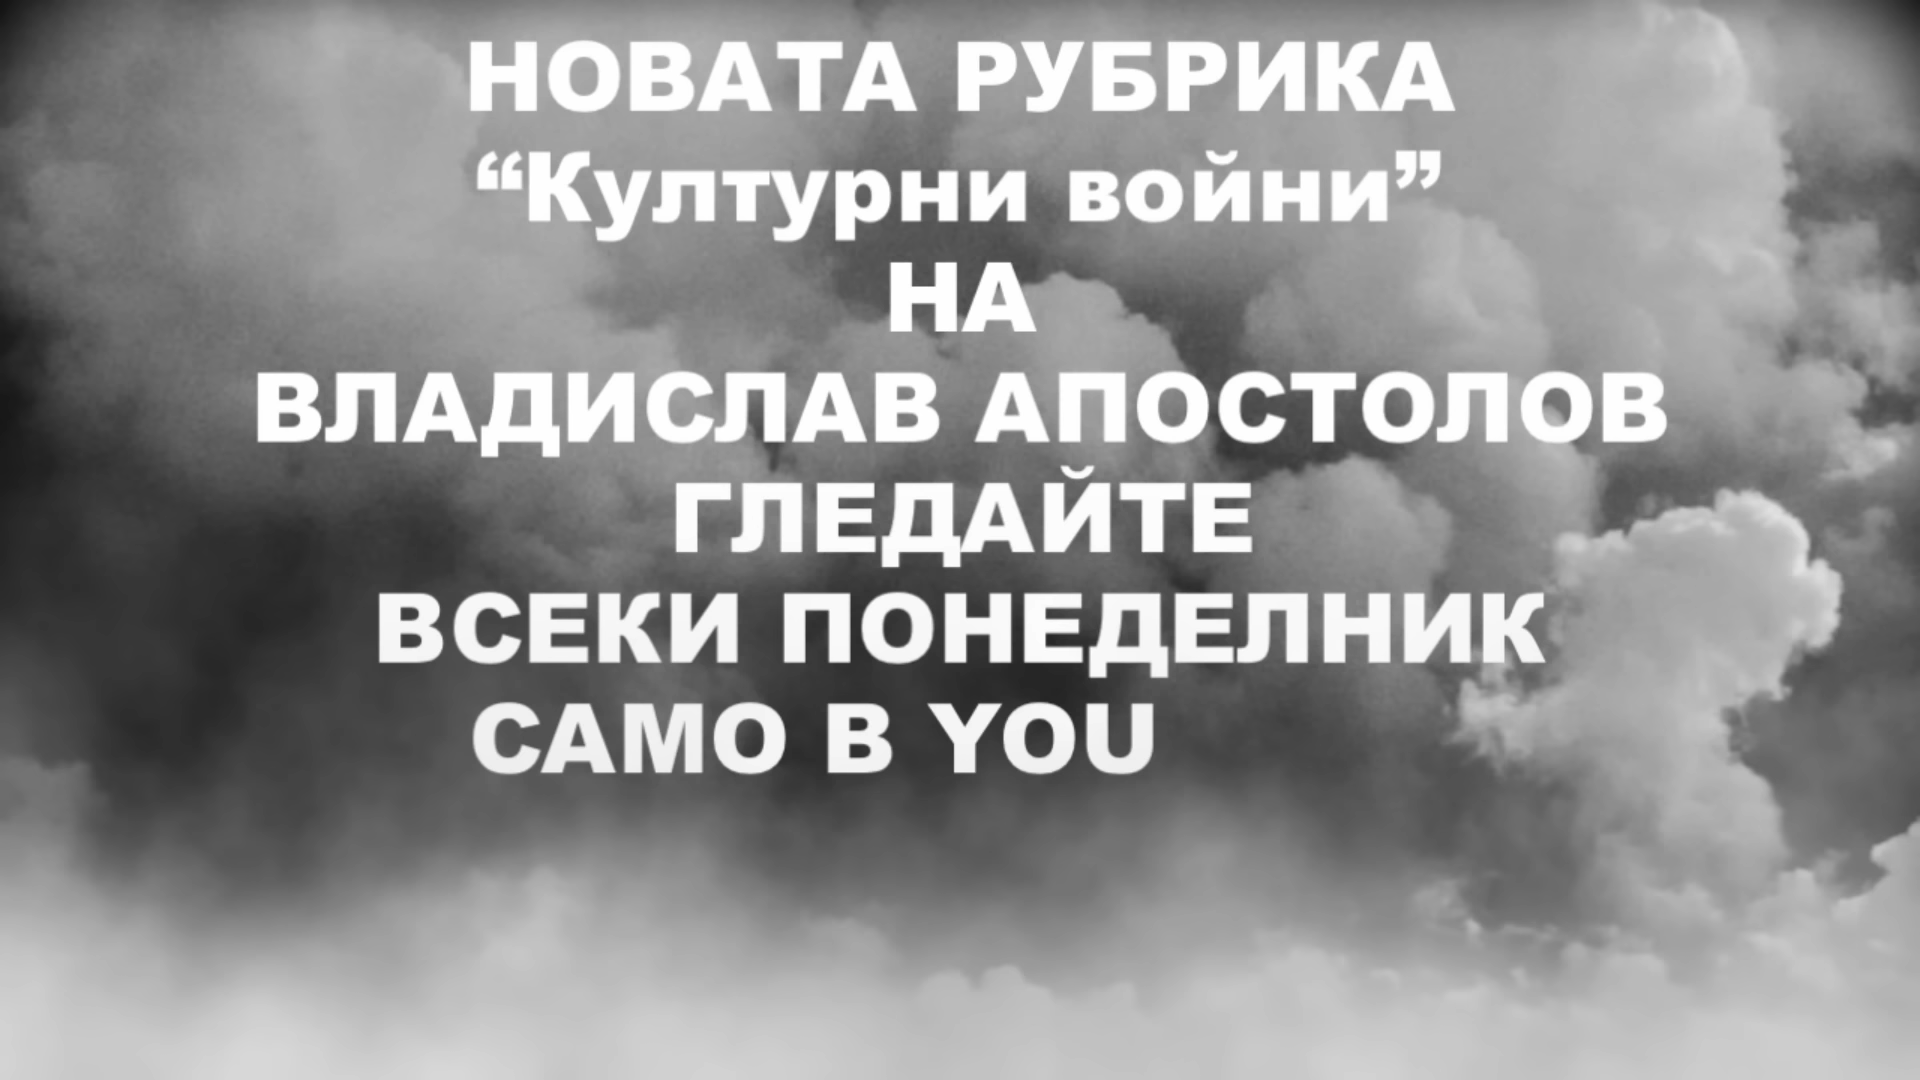 НОВАТА РУБРИКА
“Културни войни”
НА
ВЛАДИСЛАВ АПОСТОЛОВ
ГЛЕДАЙТЕ
ВСЕКИ ПОНЕДЕЛНИК
САМО В YOU